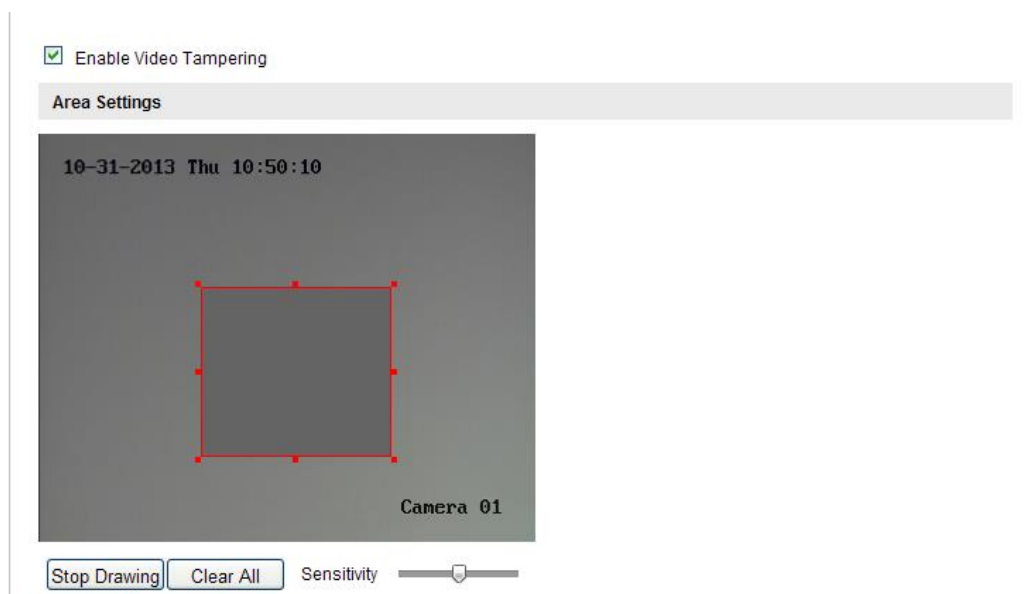 Enable Video Tampering
Area Settings
10-31-2013 Thu 10:50:10
Camera 01
Stop Drawing Clear All Sensitivity